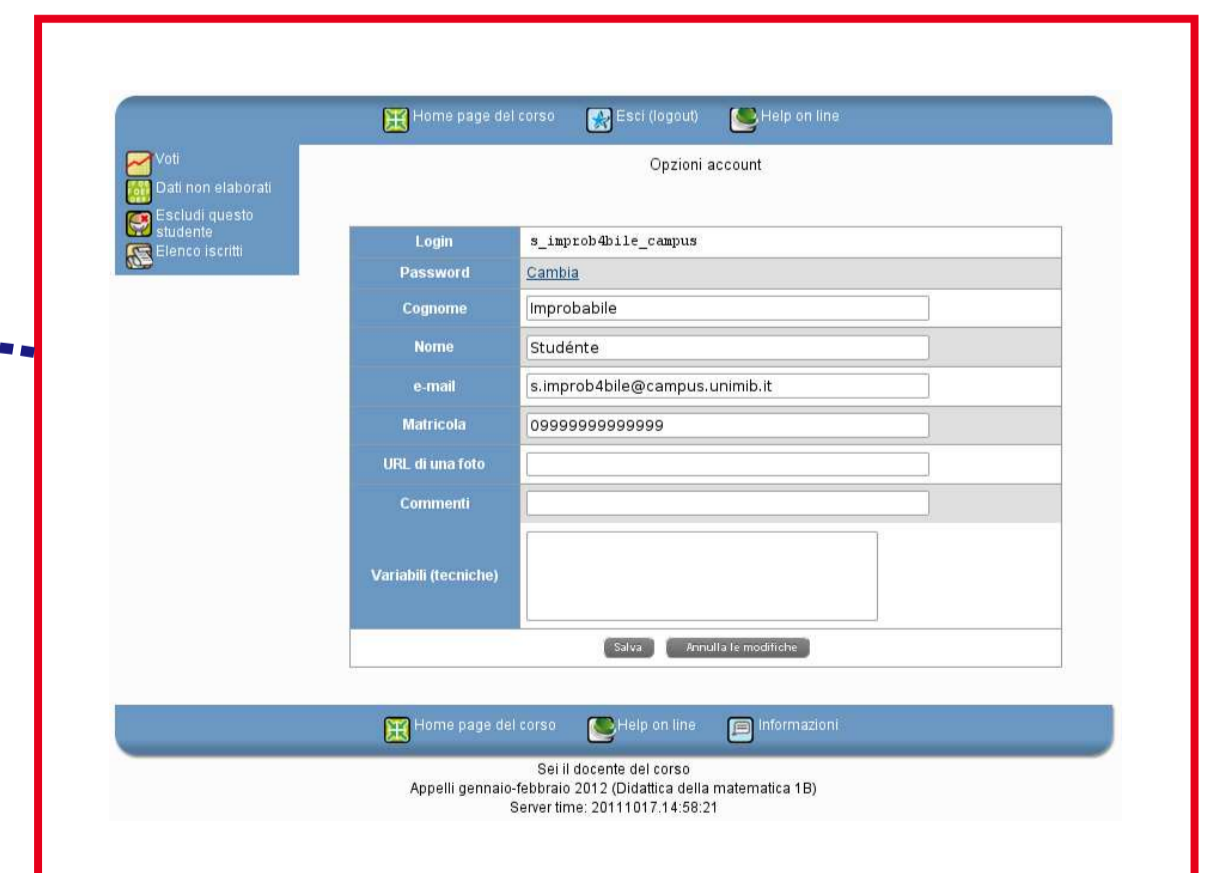 Home page del corso Esci (logout) Help on line
Voti
Dati non elaborati
Escludi questo
studente
Elenco iscritti
Opzioni account
Login s_improb4bile_campus
Password Cambia
Cognome Improbabile
Nome Studénte
e-mail s.improb4bile@campus.unimib.it
Matricola 09999999999999
URL di una foto
Commenti
Variabili (tecniche)
Salva Annulla le modifiche
Home page del corso Help on line Informazioni
Sei il docente del corso
Appelli gennaio-febbraio 2012 (Didattica della matematica 1B)
Server time: 20111017.14:58:21